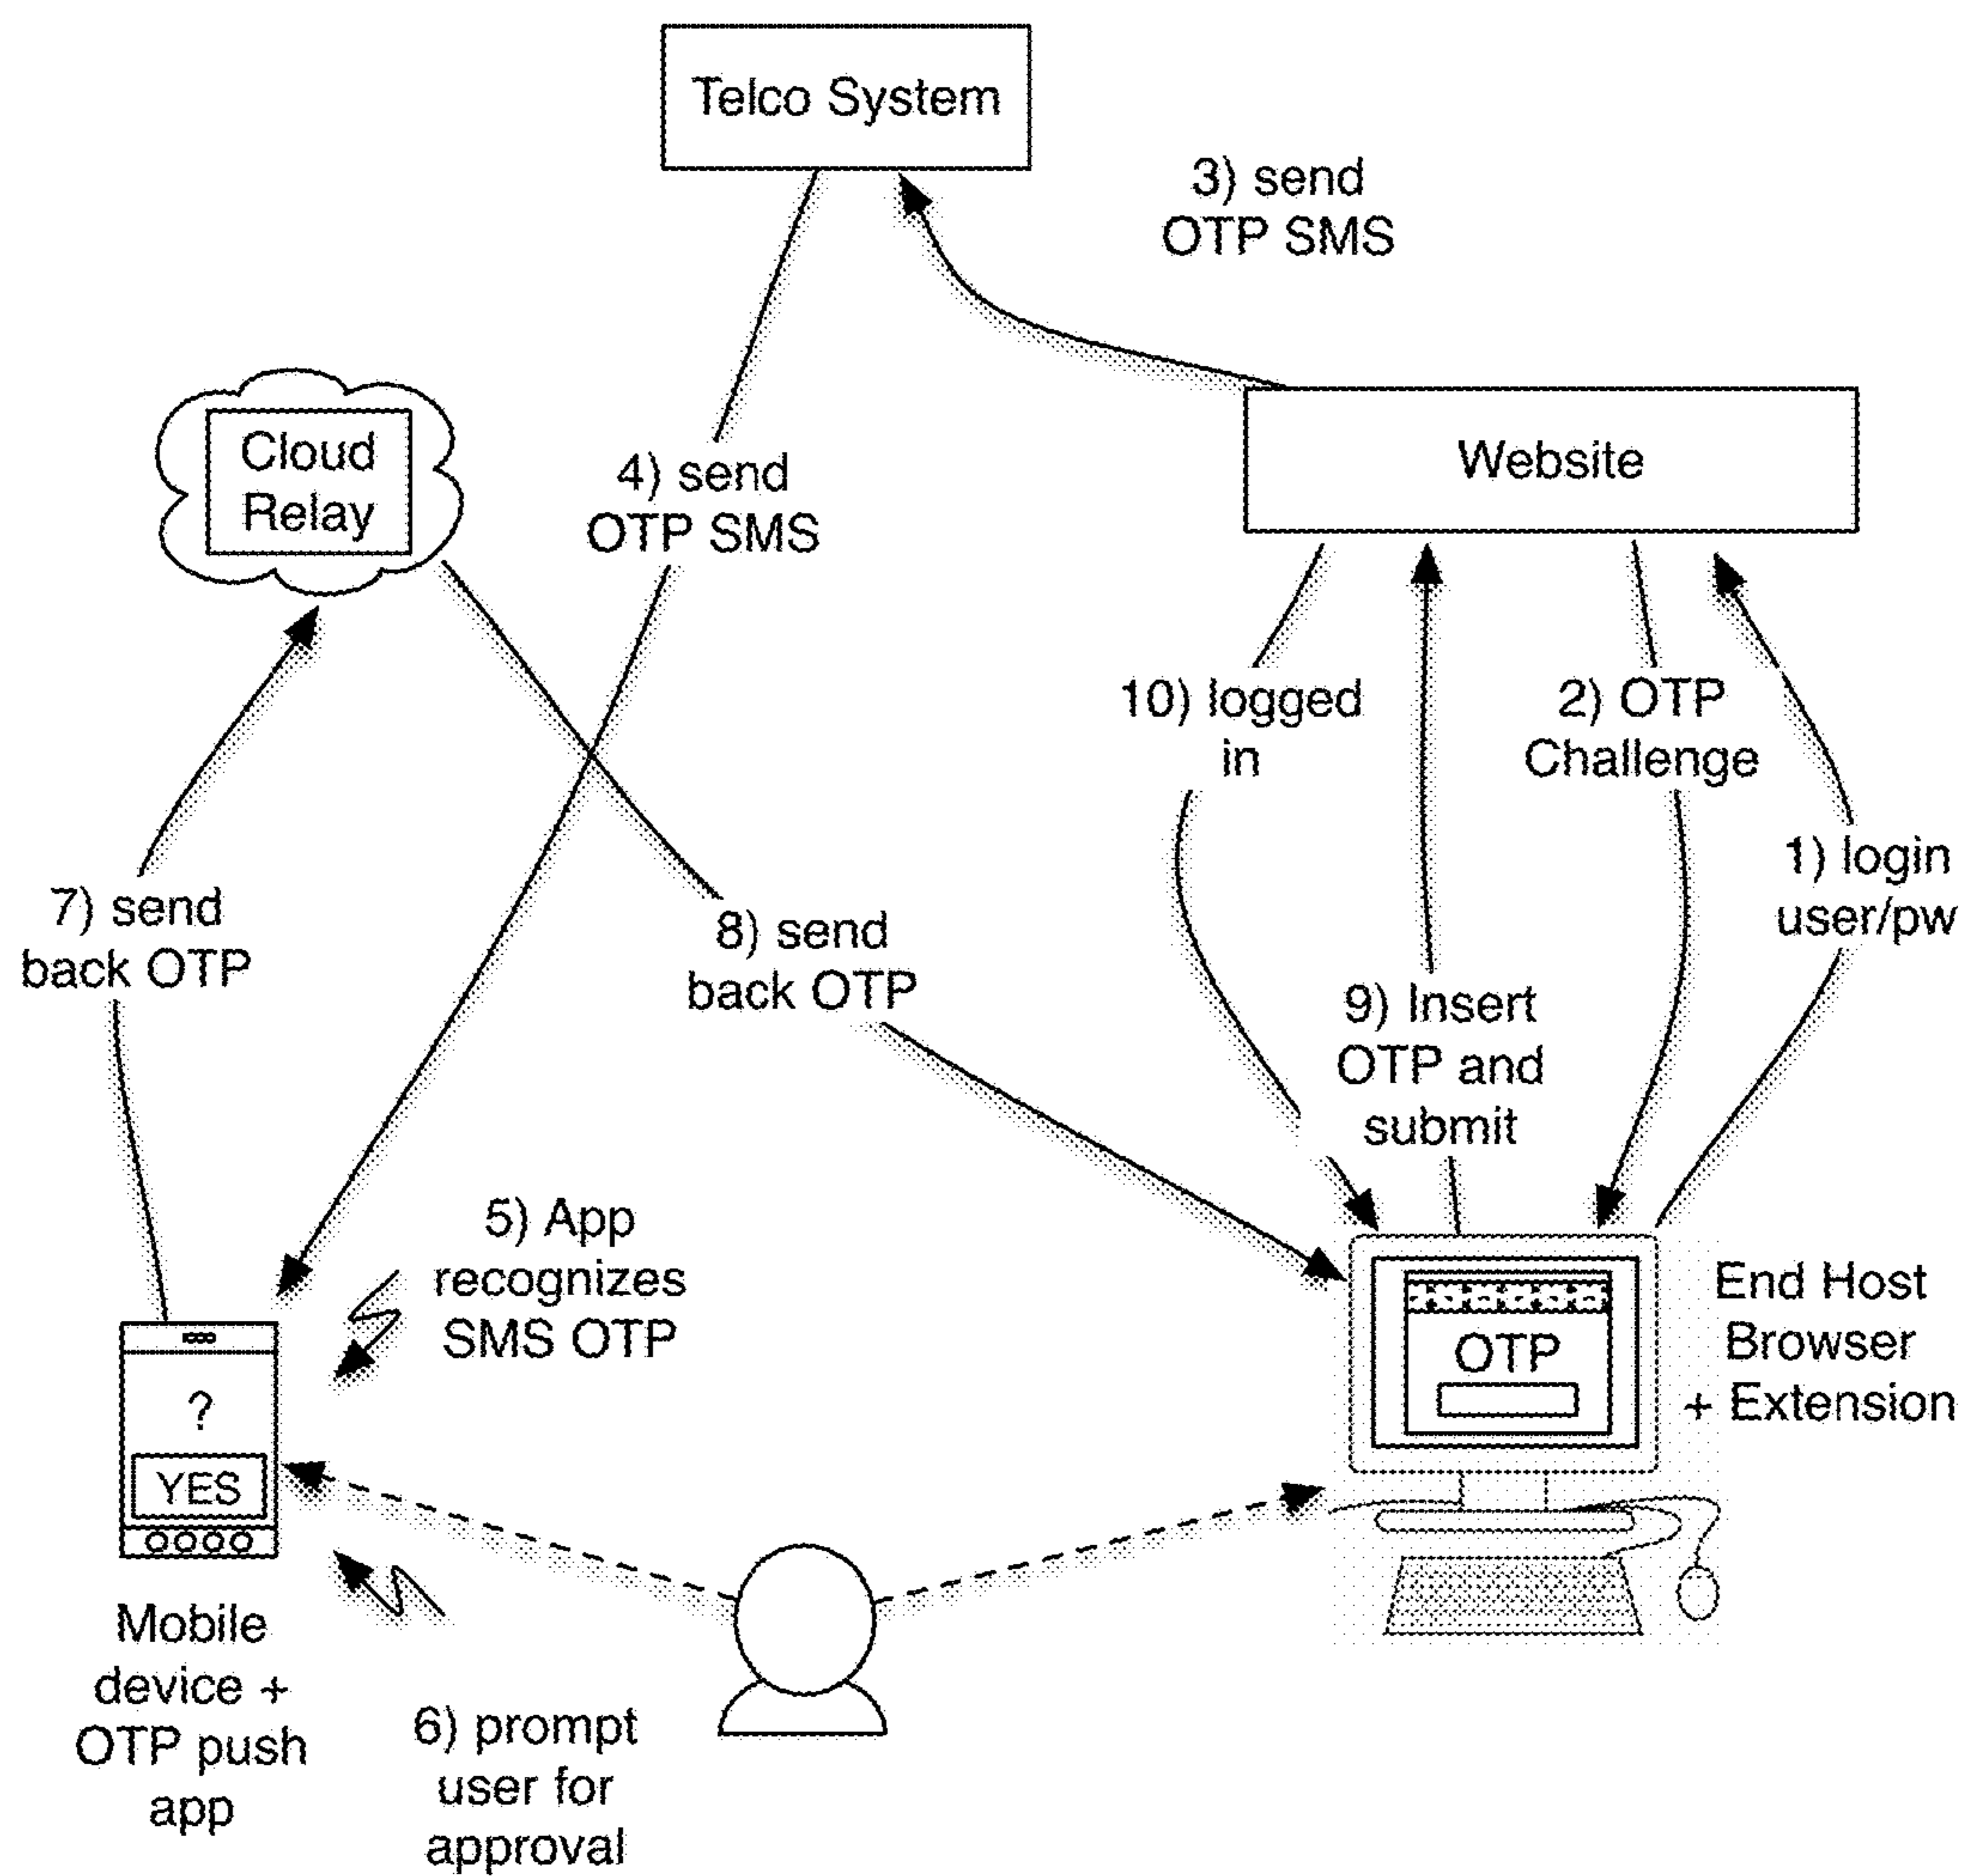 Telco System
3) send
OTP SMS
Cloud
Relay
4) send
OTP SMS
Website
10) logged
in
2) OTP
Challenge
1) login
user/pw
7) send
back OTP
8) send
back OTP
9) Insert
OTP and
submit
5) App
recognizes
SMS OTP
?
YES
OTP
End Host
Browser
+ Extension
Mobile
device +
OTP push
app
6) prompt
user for
approval